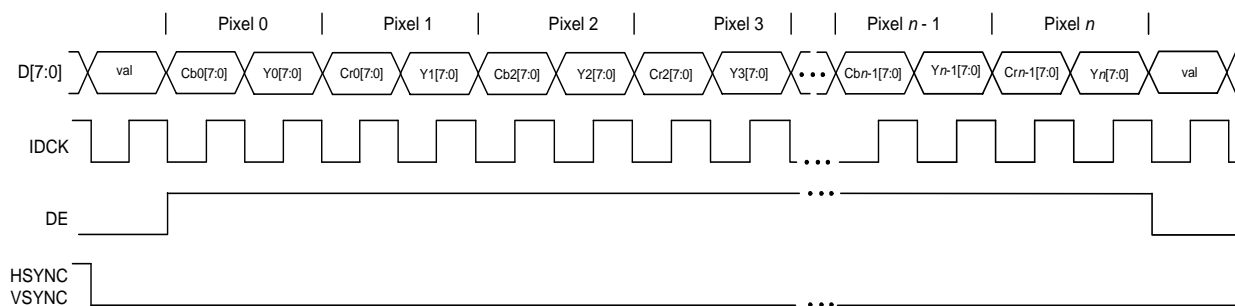 Pixel 0 Pixel 1 Pixel 2 Pixel 3 Pixel n - 1 Pixel n
D[7:0] val Cb0[7:0] Y0[7:0] Cr0[7:0] Y1[7:0] Cb2[7:0] Y2[7:0] Cr2[7:0] Y3[7:0] ••• Cbn-1[7:0] Yn-1[7:0] Crn-1[7:0] Yn[7:0] val
IDCK •••
DE •••
HSYNC
VSYNC •••